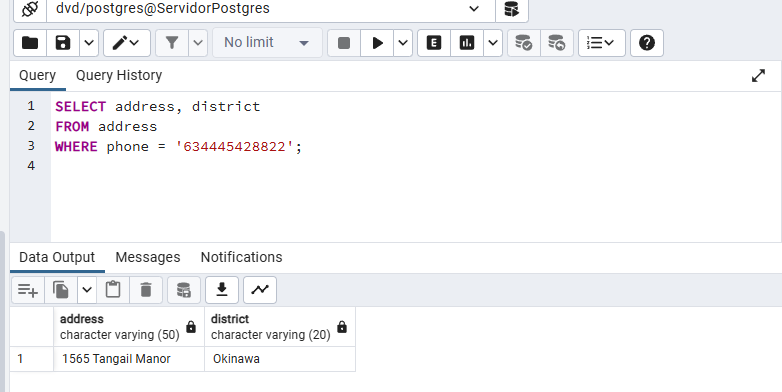 dvd/postgres@ServidorPostgres
No limit
E
Query Query History
1 SELECT address, district
2 FROM address
3 WHERE phone = '634445428822';
4
Data Output Messages Notifications
address district
character varying (50) character varying (20)
1 1565 Tangail Manor Okinawa